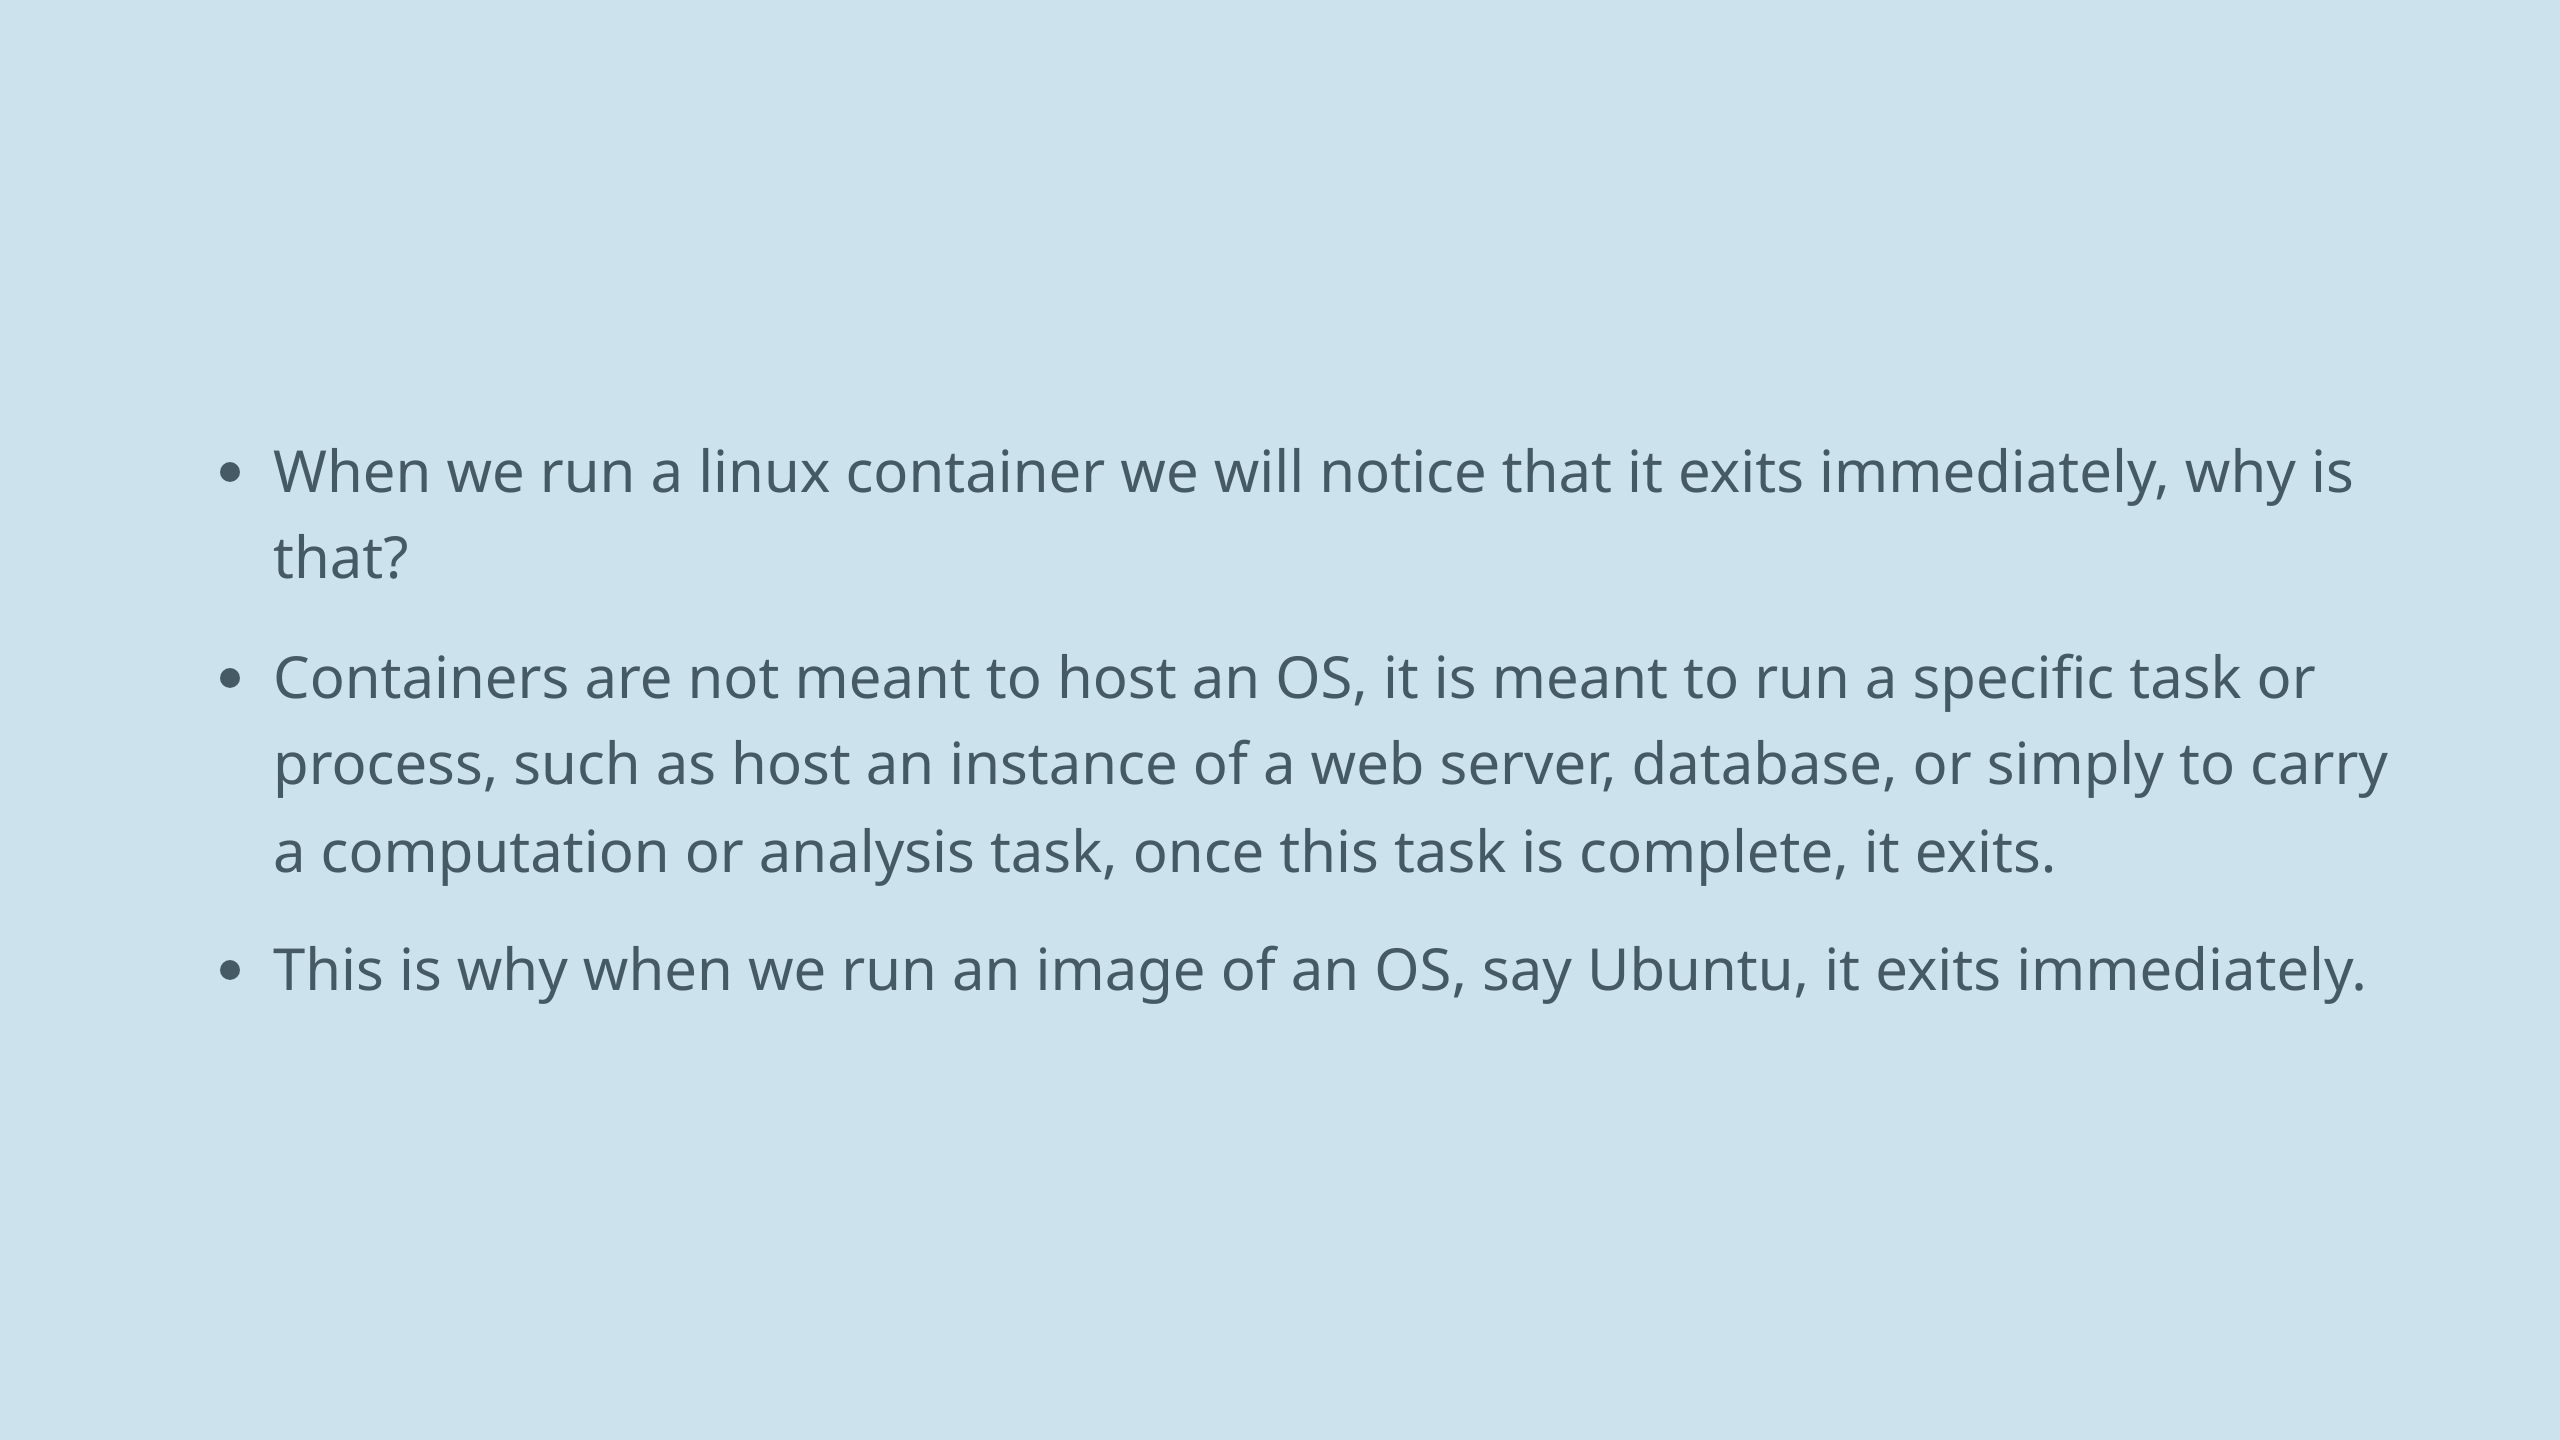 • When we run a linux container we will notice that it exits immediately, why is
that?
• Containers are not meant to host an OS, it is meant to run a specific task or
process, such as host an instance of a web server, database, or simply to carry
a computation or analysis task, once this task is complete, it exits.
• This is why when we run an image of an OS, say Ubuntu, it exits immediately.